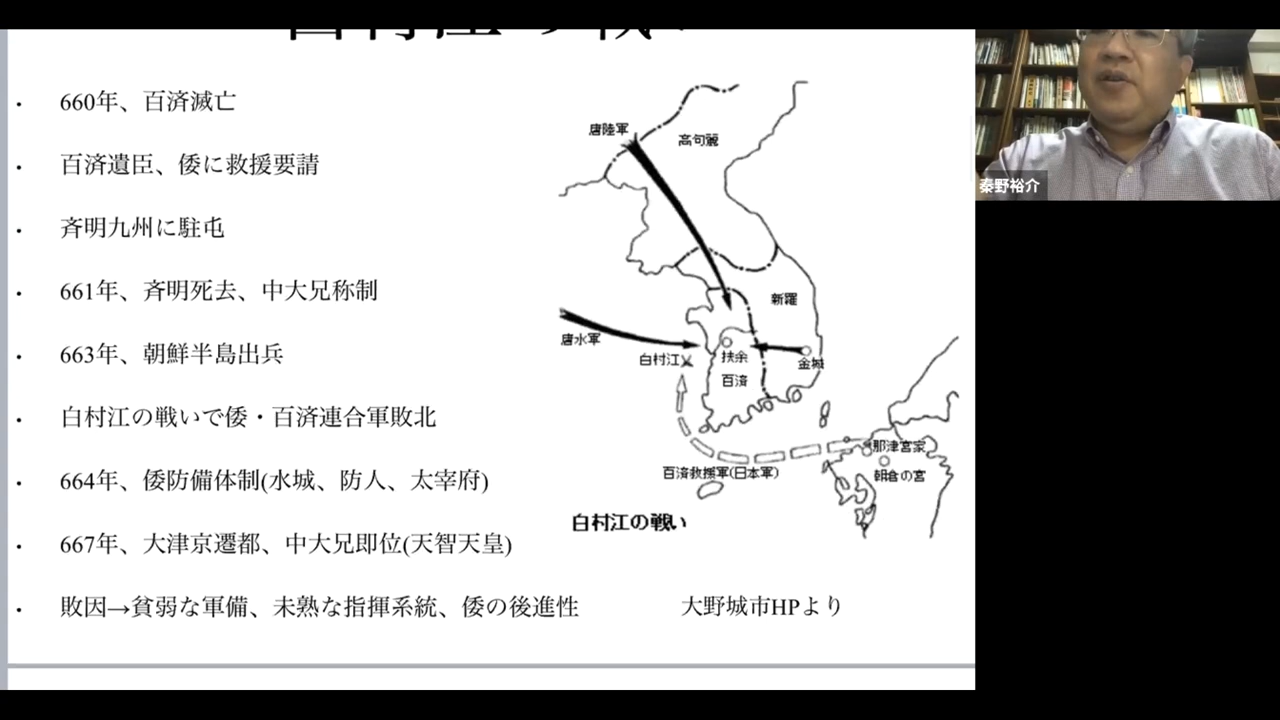 白村江の戦い
• 660年、百済滅亡
• 百済遺臣、倭に救援要請
• 斉明九州に駐屯
• 661年、斉明死去、中大兄称制
• 663年、朝鮮半島出兵
• 白村江の戦いで倭・百済連合軍敗北
• 664年、倭防備体制(水城、防人、太宰府)
• 667年、大津京遷都、中大兄即位(天智天皇)
• 敗因→貧弱な軍備、未熟な指揮系統、倭の後進性
唐陸軍
高句麗
新羅
唐水軍
白村江
扶余
金城
百済
那津宮家
百済救援軍(日本軍)
朝倉の宮
白村江の戦い
大野城市HPより
秦野裕介